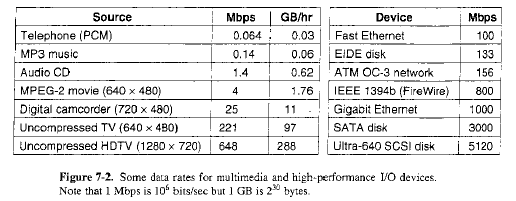 Source Mbps GB/hr
Telephone (PCM) 0.064 0.03
MP3 music 0.14 0.06
Audio CD 1.4 0.62
MPEG-2 movie (640 × 480) 4 1.76
Digital camcorder (720 × 480) 25 11
Uncompressed TV (640 × 480) 221 97
Uncompressed HDTV (1280 × 720) 648 288
Device Mbps
Fast Ethernet 100
EIDE disk 133
ATM OC-3 network 156
IEEE 1394b (FireWire) 800
Gigabit Ethernet 1000
SATA disk 3000
Ultra-640 SCSI disk 5120
Figure 7-2. Some data rates for multimedia and high-performance I/O devices.
Note that 1 Mbps is 10⁶ bits/sec but 1 GB is 2³⁰ bytes.